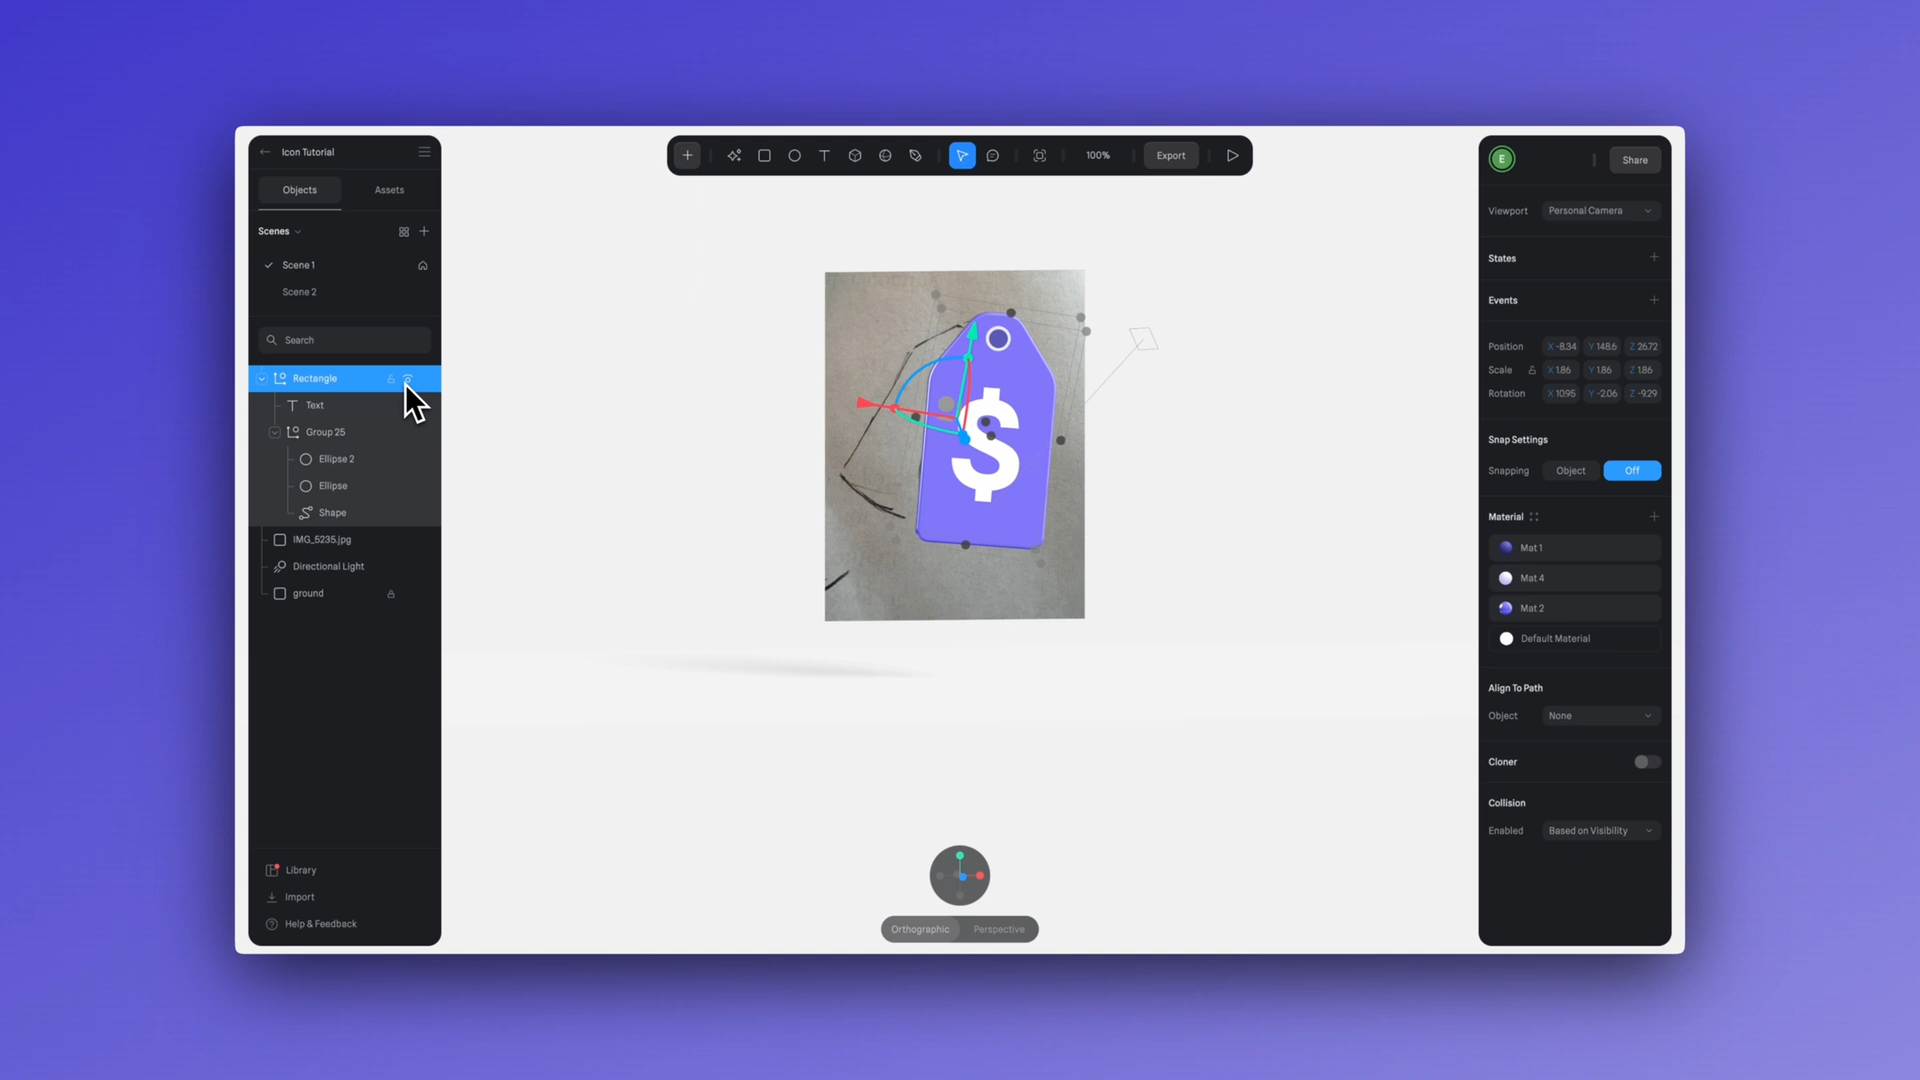 Icon Tutorial
Objects
Assets
Scenes
Scene 1
Scene 2
Search
Rectangle
Text
Group 25
Ellipse 2
Ellipse
Shape
IMG_5235.jpg
Directional Light
ground
Library
Import
Help & Feedback
100%
Export
$
Orthographic
Perspective
E
Share
Viewport
Personal Camera
States
Events
Position X -8.34 Y 148.6 Z 26.72
Scale X 1.86 Y 1.86 Z 1.86
Rotation X 10.95 Y -2.06 Z -9.29
Snap Settings
Snapping Object Off
Material
Mat 1
Mat 4
Mat 2
Default Material
Align To Path
Object None
Cloner
Collision
Enabled Based on Visibility